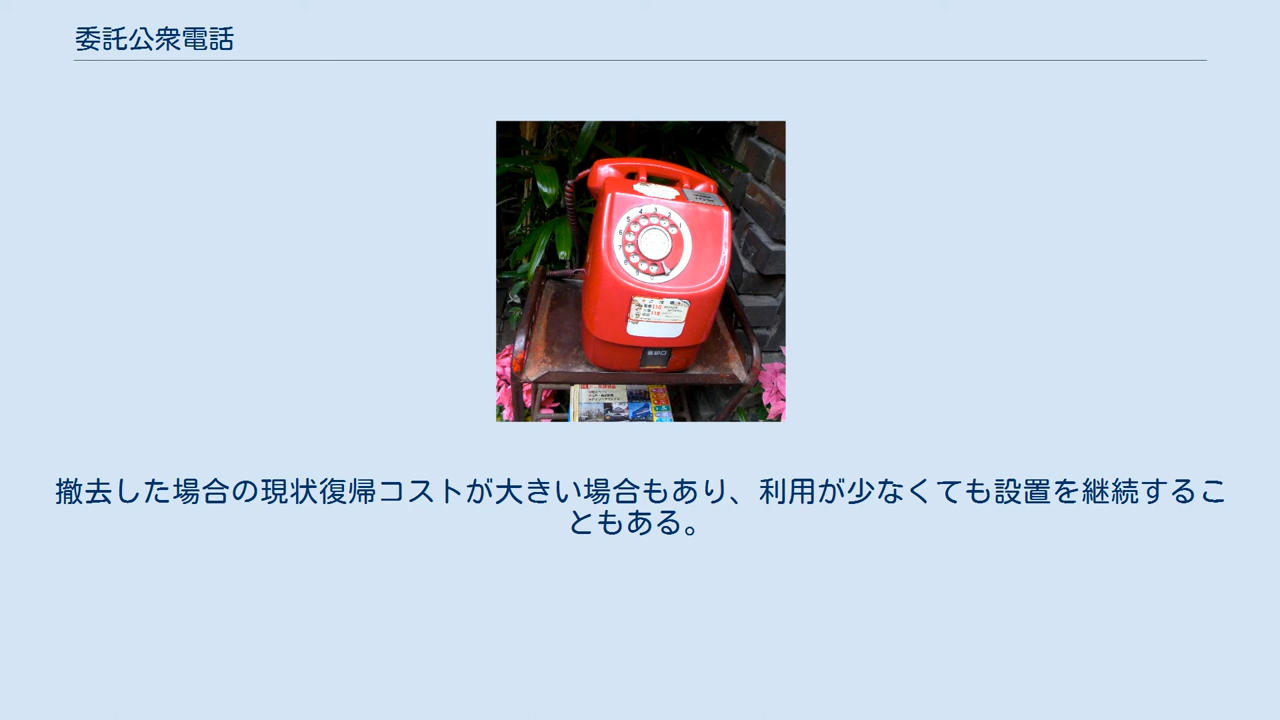 委託公衆電話
撤去した場合の現状復帰コストが大きい場合もあり、利用が少なくても設置を継続するこ
ともある。